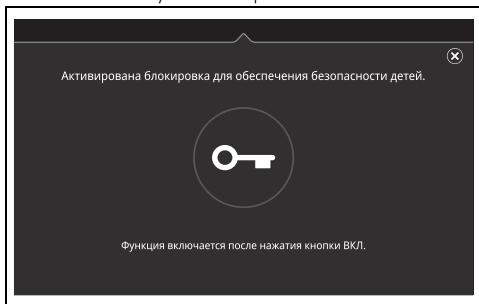 Активирована блокировка для обеспечения безопасности детей.
Функция включается после нажатия кнопки ВКЛ.